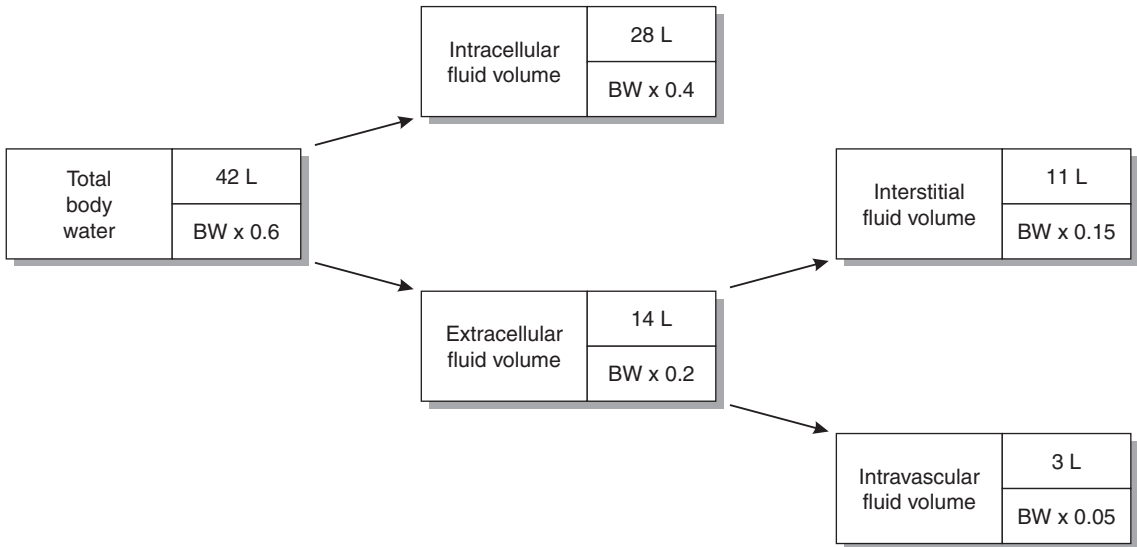 Intracellular
fluid volume
28 L
BW x 0.4
Total
body
water
42 L
BW x 0.6
Interstitial
fluid volume
11 L
BW x 0.15
Extracellular
fluid volume
14 L
BW x 0.2
Intravascular
fluid volume
3 L
BW x 0.05